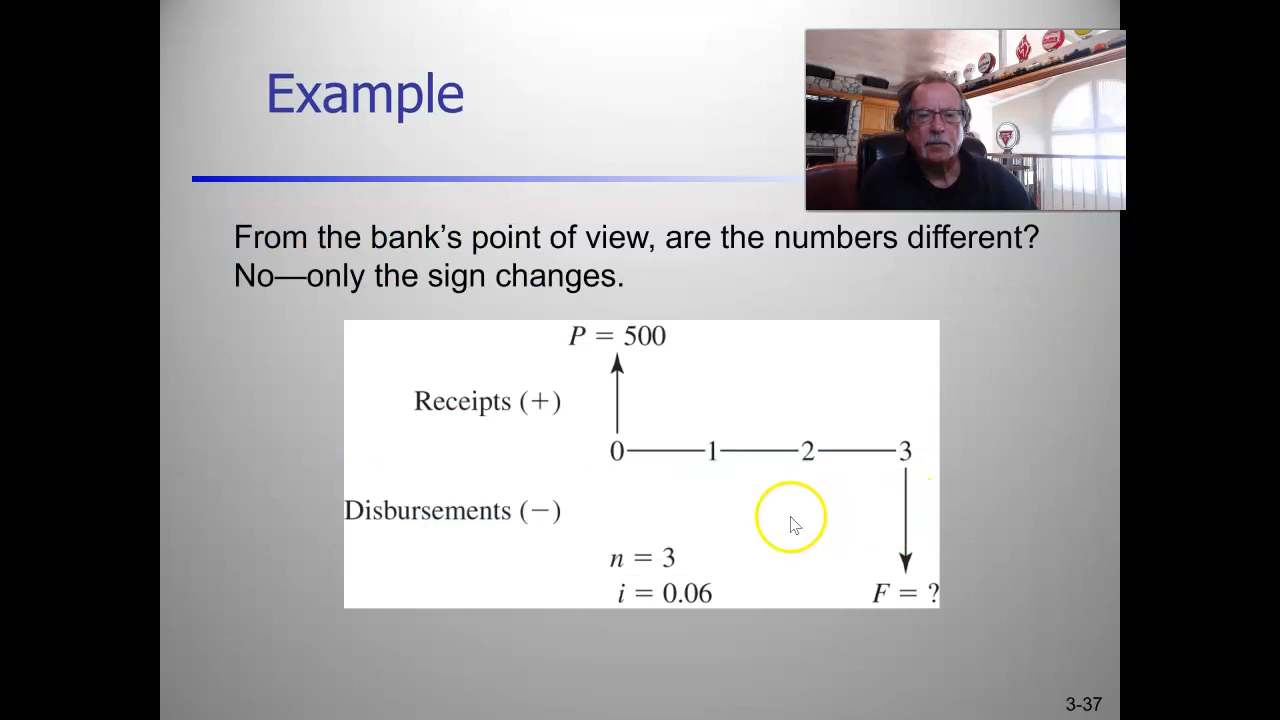 Example
From the bank’s point of view, are the numbers different?
No—only the sign changes.
P = 500
Receipts (+)
0 1 2 3
Disbursements (−)
n = 3
i = 0.06
F = ?
3-37